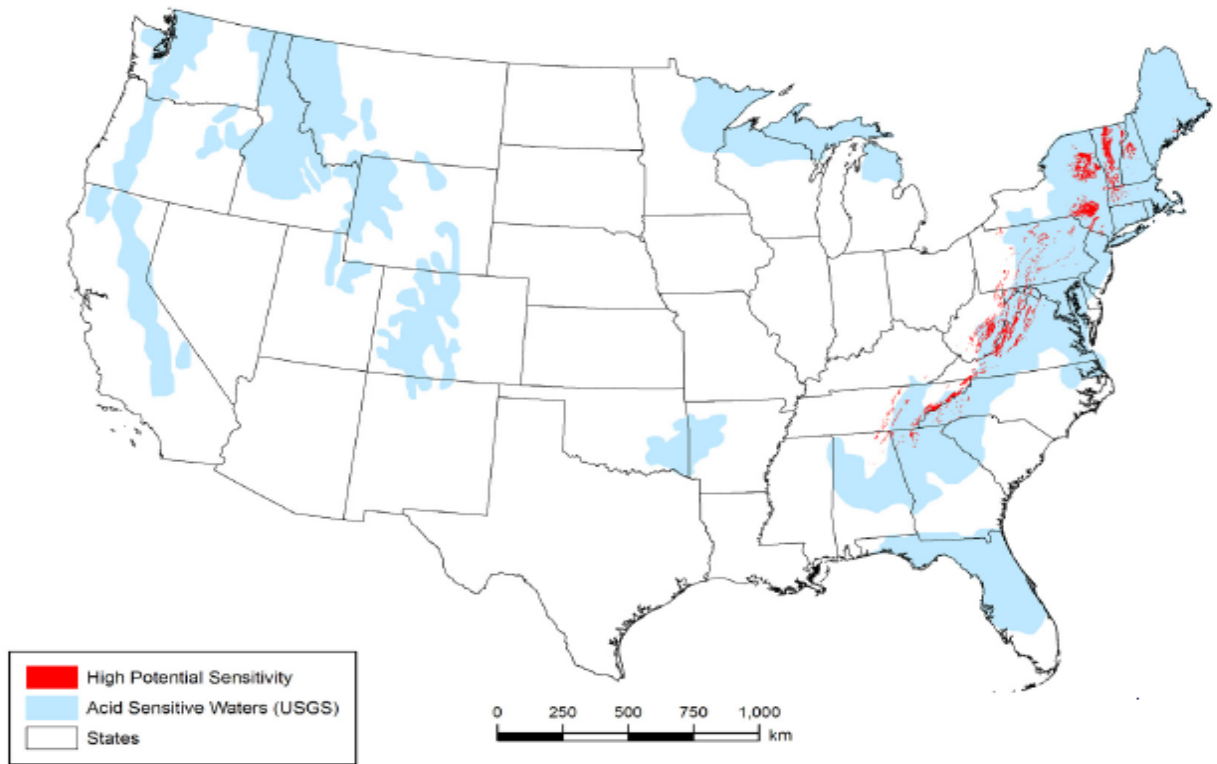 High Potential Sensitivity
Acid Sensitive Waters (USGS)
States
0 250 500 750 1,000
km